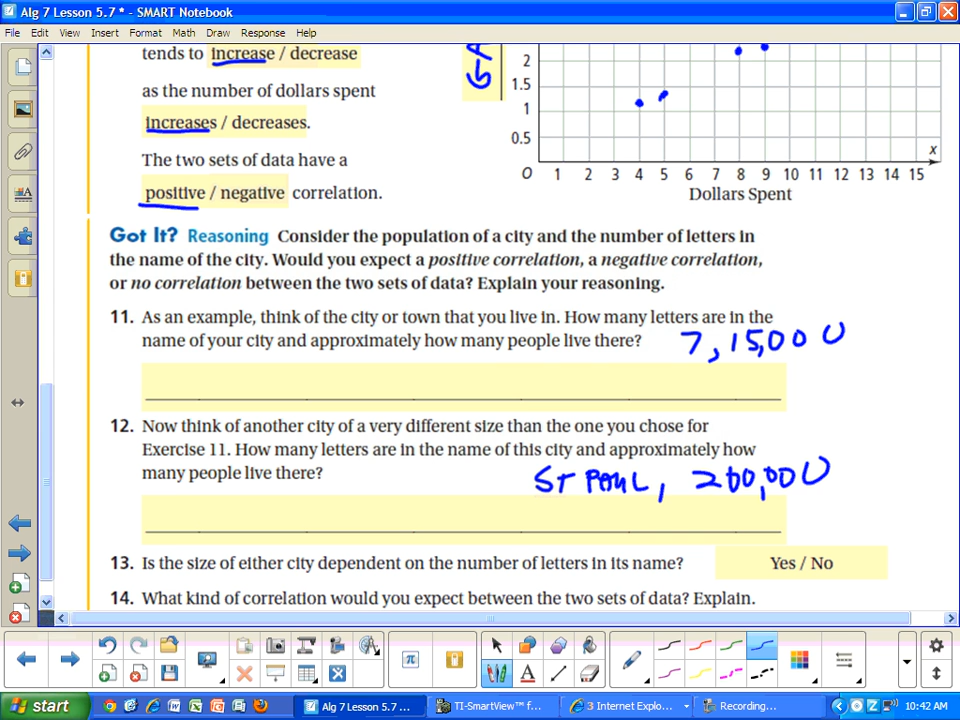 Alg 7 Lesson 5.7 * - SMART Notebook
File Edit View Insert Format Math Draw Response Help
tends to increase / decrease
as the number of dollars spent
increases / decreases.
The two sets of data have a
positive / negative correlation.
2
1.5
1
0.5
x
O 1 2 3 4 5 6 7 8 9 10 11 12 13 14 15
Dollars Spent
Got It? Reasoning Consider the population of a city and the number of letters in
the name of the city. Would you expect a positive correlation, a negative correlation,
or no correlation between the two sets of data? Explain your reasoning.
11. As an example, think of the city or town that you live in. How many letters are in the
name of your city and approximately how many people live there? 7, 15,000
12. Now think of another city of a very different size than the one you chose for
Exercise 11. How many letters are in the name of this city and approximately how
many people live there? ST PAUL, 200,000
13. Is the size of either city dependent on the number of letters in its name? Yes / No
14. What kind of correlation would you expect between the two sets of data? Explain.
start Alg 7 Lesson 5.7 ... TI-SmartView™ f... 3 Internet Explo... Recording... 10:42 AM